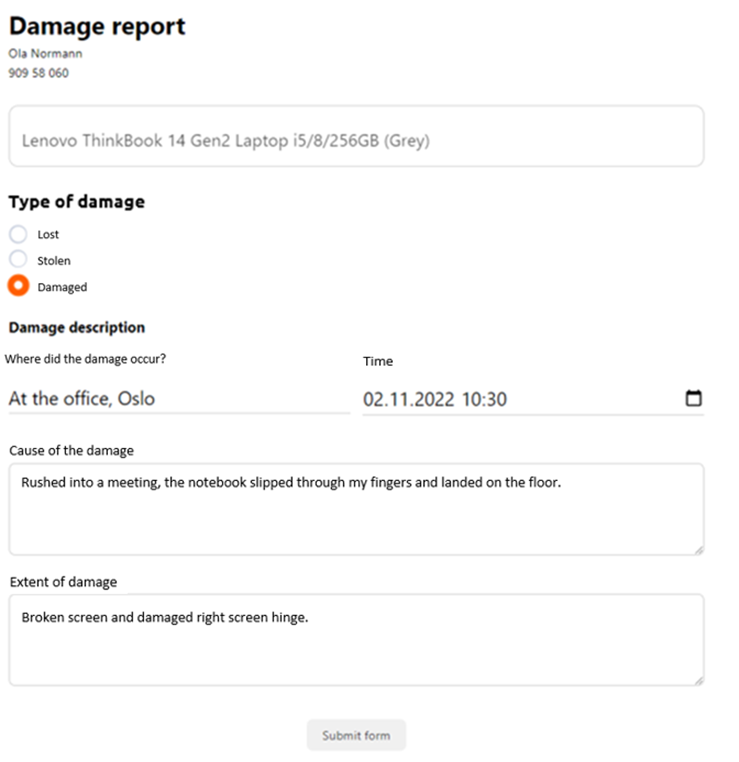 Damage report
Ola Normann
909 58 060
Lenovo ThinkBook 14 Gen2 Laptop i5/8/256GB (Grey)
Type of damage
Lost
Stolen
Damaged
Damage description
Where did the damage occur?
Time
At the office, Oslo
02.11.2022 10:30
Cause of the damage
Rushed into a meeting, the notebook slipped through my fingers and landed on the floor.
Extent of damage
Broken screen and damaged right screen hinge.
Submit form